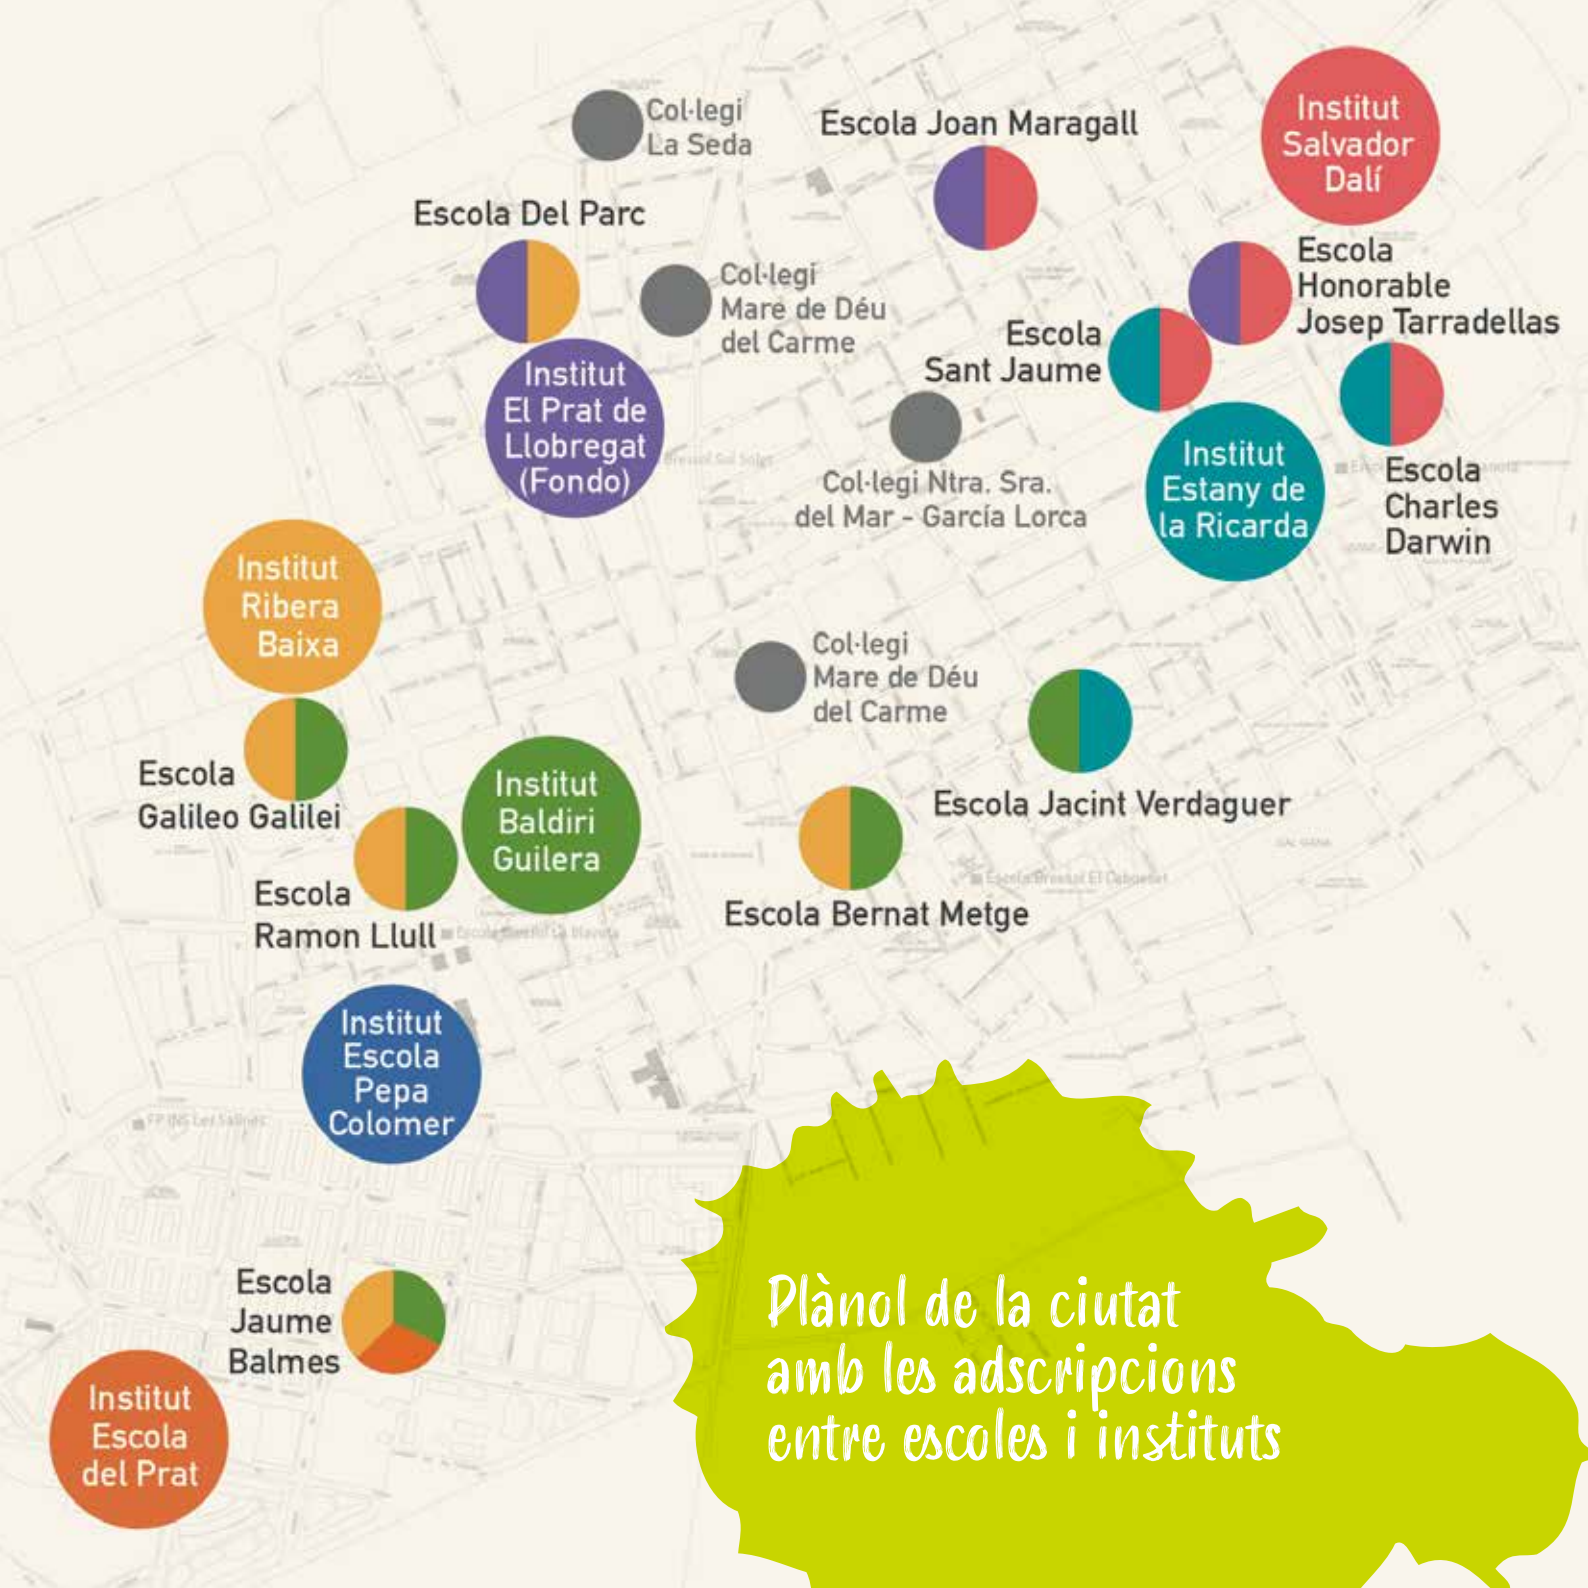 Col·legi
La Seda
Escola Joan Maragall
Institut
Salvador
Dalí
Escola Del Parc
Col·legi
Mare de Déu
del Carme
Escola
Honorable
Josep Tarradellas
Escola
Sant Jaume
Institut
El Prat de
Llobregat
(Fondo)
Col·legi Ntra. Sra.
del Mar - García Lorca
Institut
Estany de
la Ricarda
Escola
Charles
Darwin
Institut
Ribera
Baixa
Col·legi
Mare de Déu
del Carme
Escola
Galileo Galilei
Institut
Baldiri
Guilera
Escola Jacint Verdaguer
Escola
Ramon Llull
Escola Bernat Metge
Institut
Escola
Pepa
Colomer
Escola
Jaume
Balmes
Institut
Escola
del Prat
Plànol de la ciutat
amb les adscripcions
entre escoles i instituts